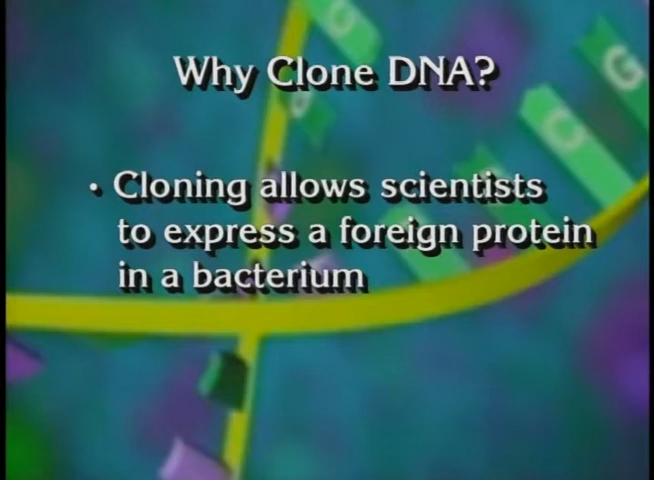 Why Clone DNA?
• Cloning allows scientists
to express a foreign protein
in a bacterium
G
C